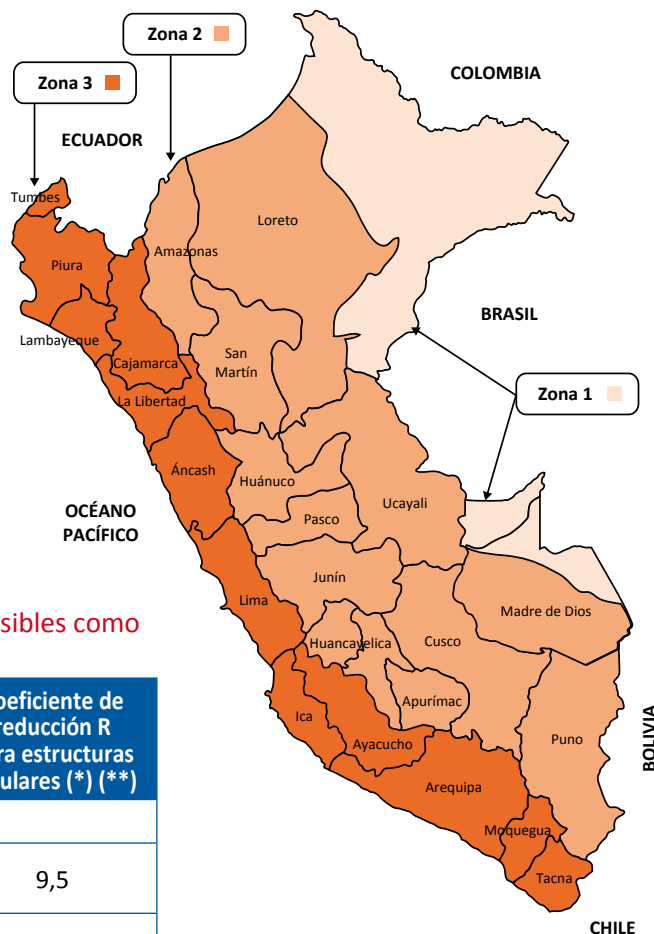 Zona 2
COLOMBIA
Zona 3
ECUADOR
Tumbes
Loreto
Amazonas
Piura
BRASIL
Lambayeque
San
Martín
Cajamarca
Zona 1
La Libertad
Áncash
Huánuco
Ucayali
OCÉANO
PACÍFICO
Pasco
Junín
Lima
Madre de Dios
sibles como
Huancavelica
Cusco
eficiente de
reducción R
ra estructuras
ulares (*) (**)
Apurímac
Ica
Puno
BOLIVIA
Ayacucho
Arequipa
Moquegua
9,5
Tacna
CHILE